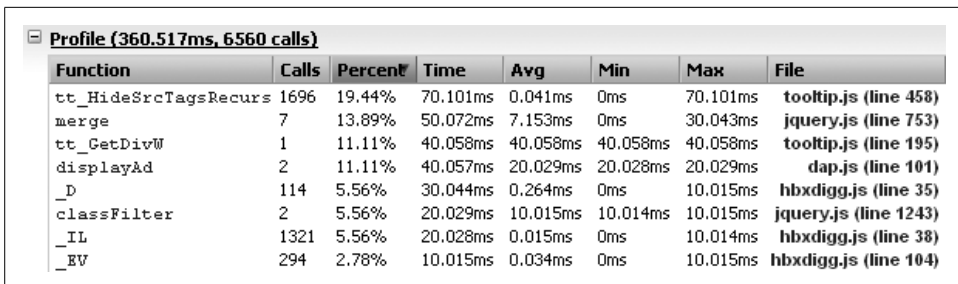 Profile (360.517ms, 6560 calls)
Function Calls Percent Time Avg Min Max File
tt_HideSrcTagsRecurs 1696 19.44% 70.101ms 0.041ms 0ms 70.101ms tooltip.js (line 458)
merge 7 13.89% 50.072ms 7.153ms 0ms 30.043ms jquery.js (line 753)
tt_GetDivW 1 11.11% 40.058ms 40.058ms 40.058ms 40.058ms tooltip.js (line 195)
displayAd 2 11.11% 40.057ms 20.029ms 20.028ms 20.029ms dap.js (line 101)
_D 114 5.56% 30.044ms 0.264ms 0ms 10.015ms hbxdigg.js (line 35)
classFilter 2 5.56% 20.029ms 10.015ms 10.014ms 10.015ms jquery.js (line 1243)
_IL 1321 5.56% 20.028ms 0.015ms 0ms 10.014ms hbxdigg.js (line 38)
_EV 294 2.78% 10.015ms 0.034ms 0ms 10.015ms hbxdigg.js (line 104)